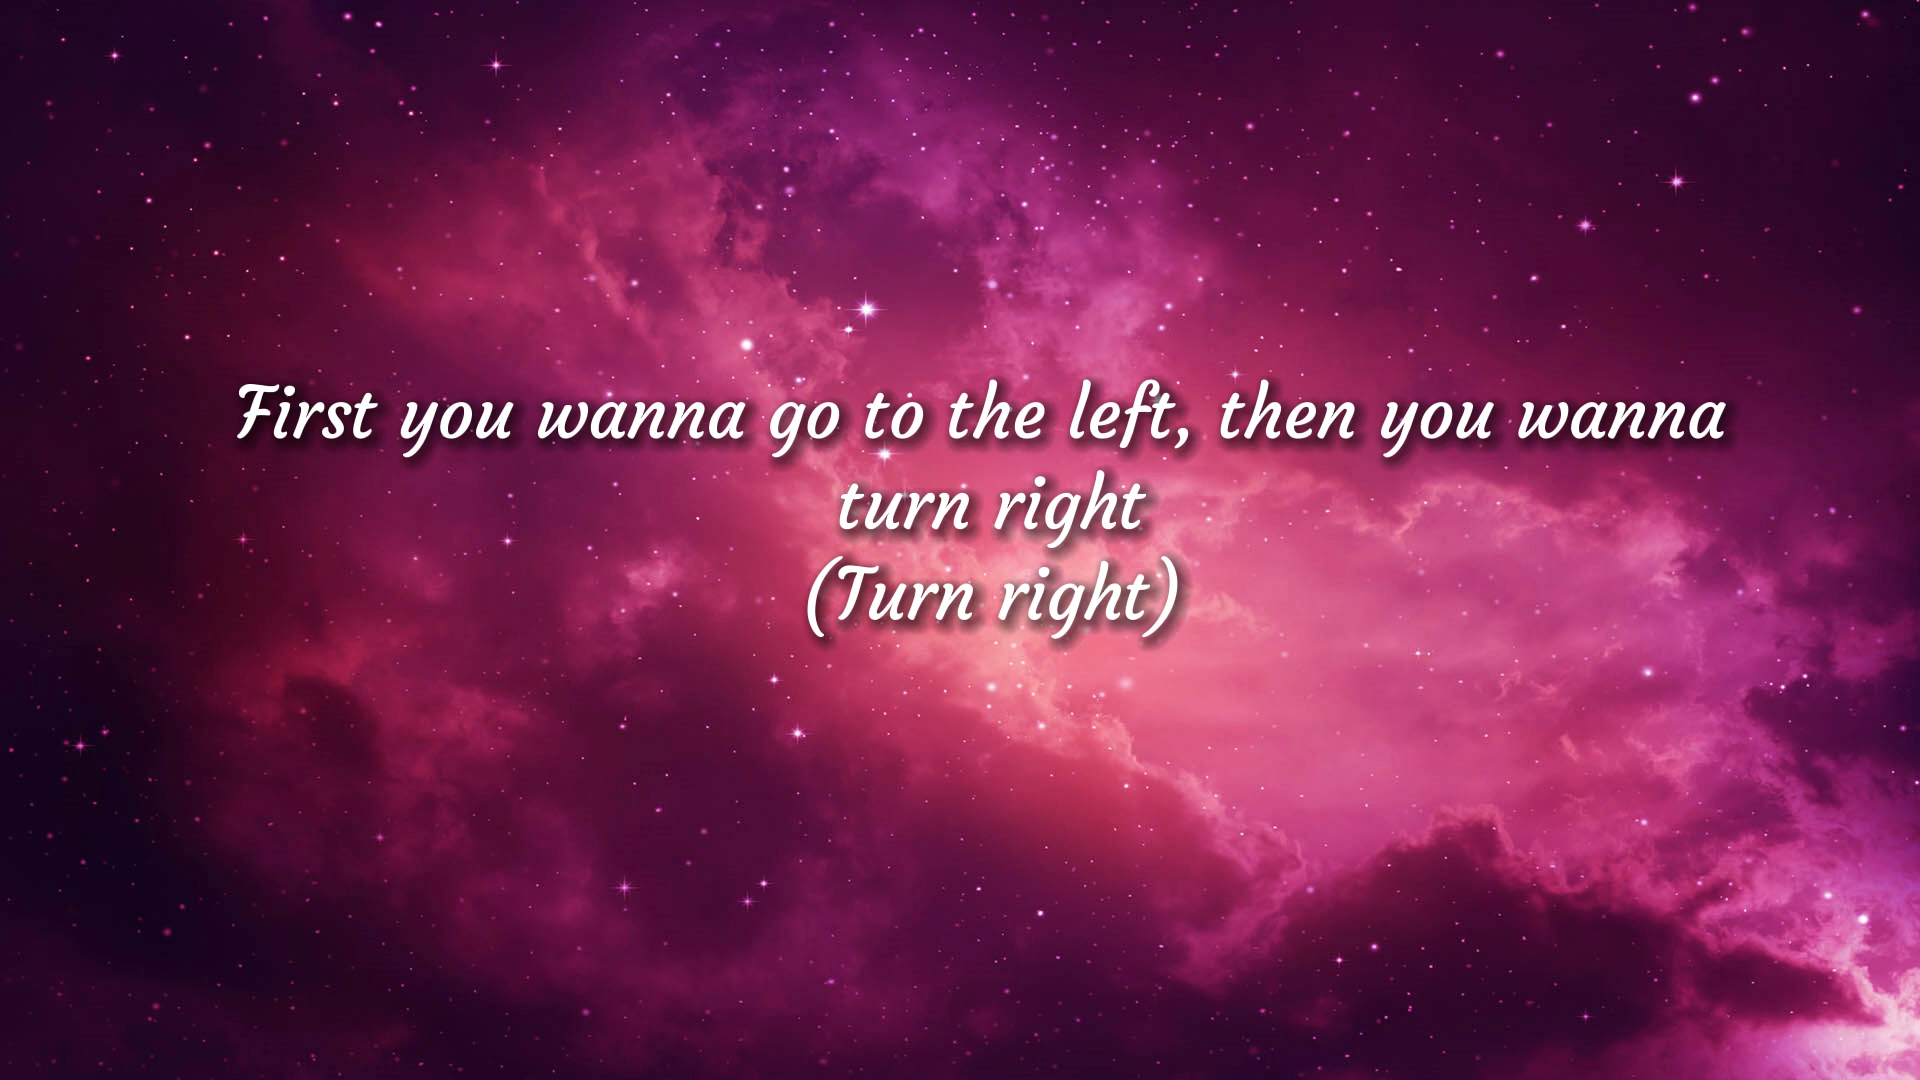 First you wanna go to the left, then you wanna
turn right
(Turn right)